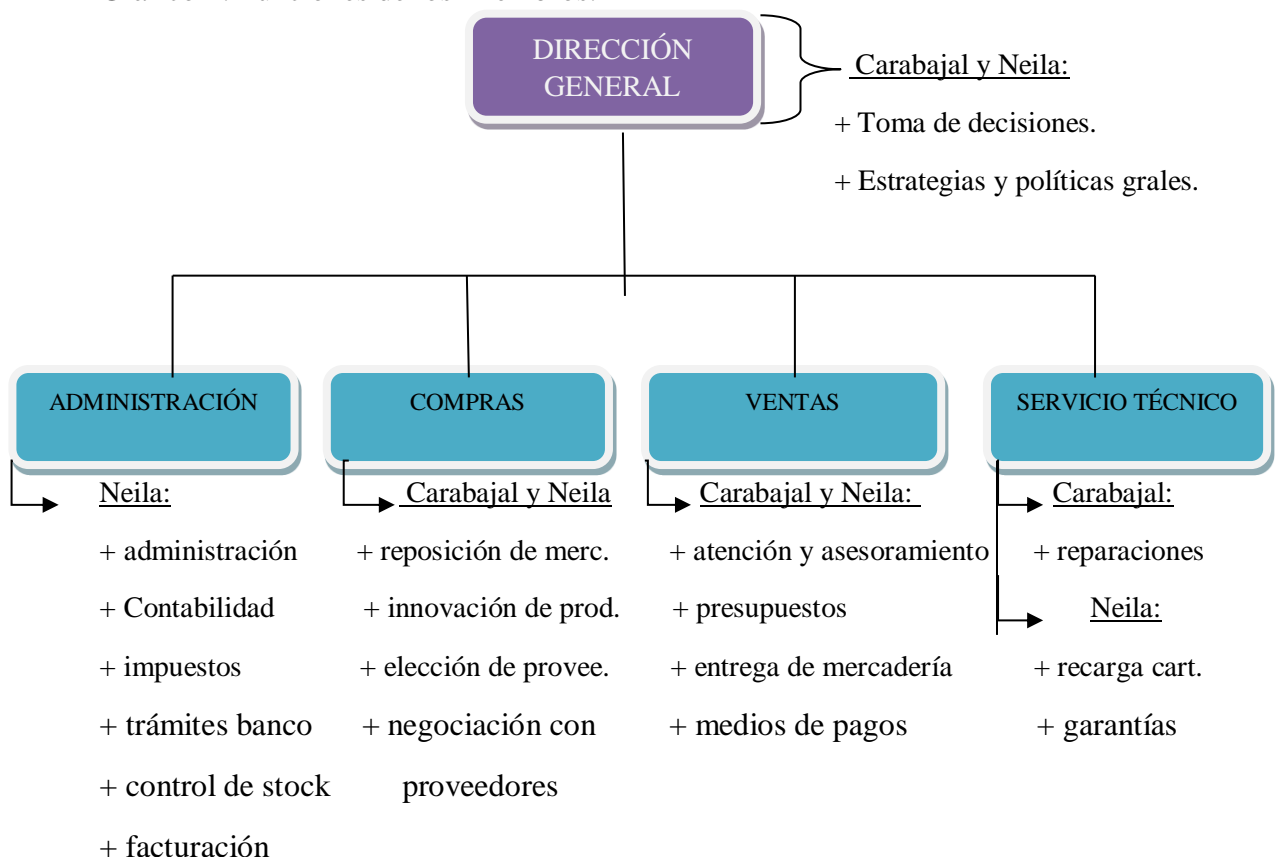 DIRECCIÓN
GENERAL
Carabajal y Neila:
+ Toma de decisiones.
+ Estrategias y políticas grales.
ADMINISTRACIÓN
Neila:
+ administración
+ Contabilidad
+ impuestos
+ trámites banco
+ control de stock
+ facturación
COMPRAS
Carabajal y Neila
+ reposición de merc.
+ innovación de prod.
+ elección de provee.
+ negociación con
proveedores
VENTAS
Carabajal y Neila:
+ atención y asesoramiento
+ presupuestos
+ entrega de mercadería
+ medios de pagos
SERVICIO TÉCNICO
Carabajal:
+ reparaciones
Neila:
+ recarga cart.
+ garantías